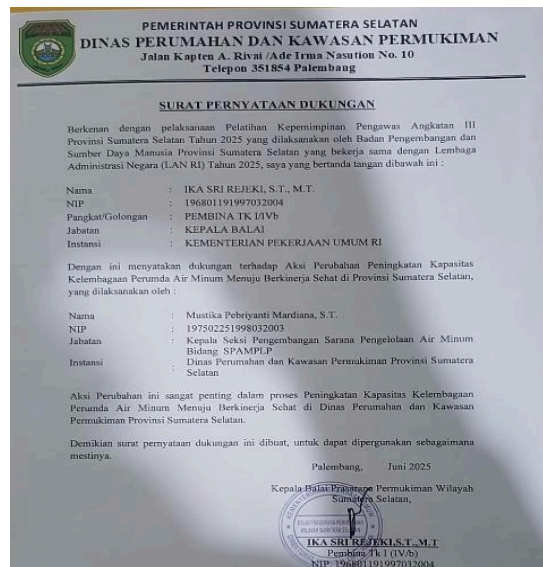 PEMERINTAH PROVINSI SUMATERA SELATAN
DINAS PERUMAHAN DAN KAWASAN PERMUKIMAN
Jalan Kapten A. Rivai /Ade Irma Nasution No. 10
Telepon 351854 Palembang
SURAT PERNYATAAN DUKUNGAN
Berkenan dengan pelaksanaan Pelatihan Kepemimpinan Pengawas Angkatan III
Provinsi Sumatera Selatan Tahun 2025 yang dilaksanakan oleh Badan Pengembangan dan
Sumber Daya Manusia Provinsi Sumatera Selatan yang bekerja sama dengan Lembaga
Administrasi Negara (LAN RI) Tahun 2025, saya yang bertanda tangan dibawah ini :
Nama : IKA SRI REJEKI, S.T., M.T.
NIP : 196801191997032004
Pangkat/Golongan : PEMBINA TK I/IVb
Jabatan : KEPALA BALAI
Instansi : KEMENTERIAN PEKERJAAN UMUM RI
Dengan ini menyatakan dukungan terhadap Aksi Perubahan Peningkatan Kapasitas
Kelembagaan Perumda Air Minum Menuju Berkinerja Sehat di Provinsi Sumatera Selatan,
yang dilaksanakan oleh :
Nama : Mustika Pebriyanti Mardiana, S.T.
NIP : 197502251998032003
Jabatan : Kepala Seksi Pengembangan Sarana Pengelolaan Air Minum
Bidang SPAMPLP
Instansi : Dinas Perumahan dan Kawasan Permukiman Provinsi Sumatera
Selatan
Aksi Perubahan ini sangat penting dalam proses Peningkatan Kapasitas Kelembagaan
Perumda Air Minum Menuju Berkinerja Sehat di Dinas Perumahan dan Kawasan
Permukiman Provinsi Sumatera Selatan.
Demikian surat pernyataan dukungan ini dibuat, untuk dapat dipergunakan sebagaimana
mestinya.
Palembang, Juni 2025
Kepala Balai Prasarana Permukiman Wilayah
Sumatera Selatan,
IKA SRI REJEKI,S.T.,M.T
Pembina Tk I (IV/b)
NIP. 196801191997032004